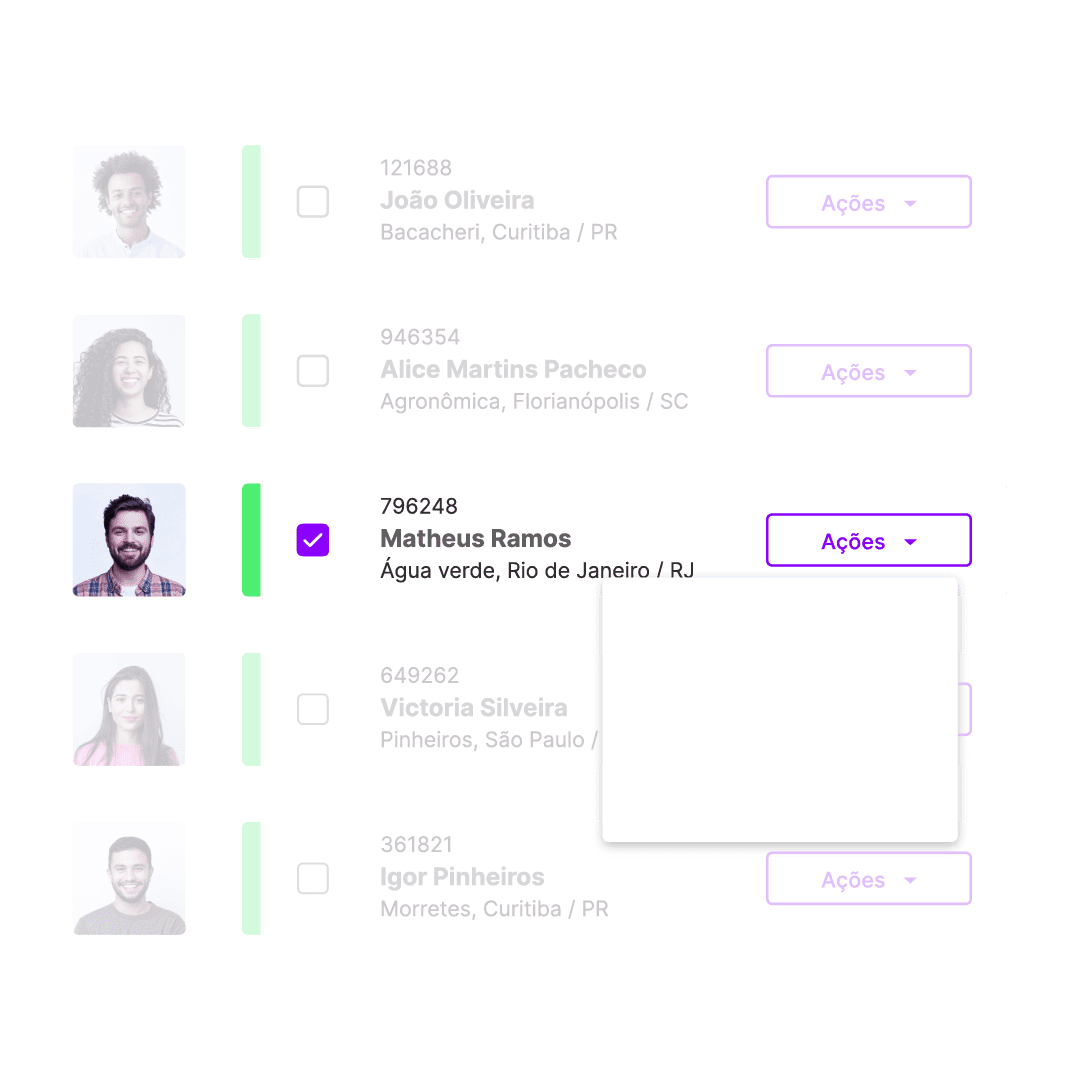 121688
João Oliveira
Bacacheri, Curitiba / PR
Ações
946354
Alice Martins Pacheco
Agronômica, Florianópolis / SC
Ações
796248
Matheus Ramos
Água verde, Rio de Janeiro / RJ
Ações
649262
Victoria Silveira
Pinheiros, São Paulo /
361821
Igor Pinheiros
Morretes, Curitiba / PR
Ações